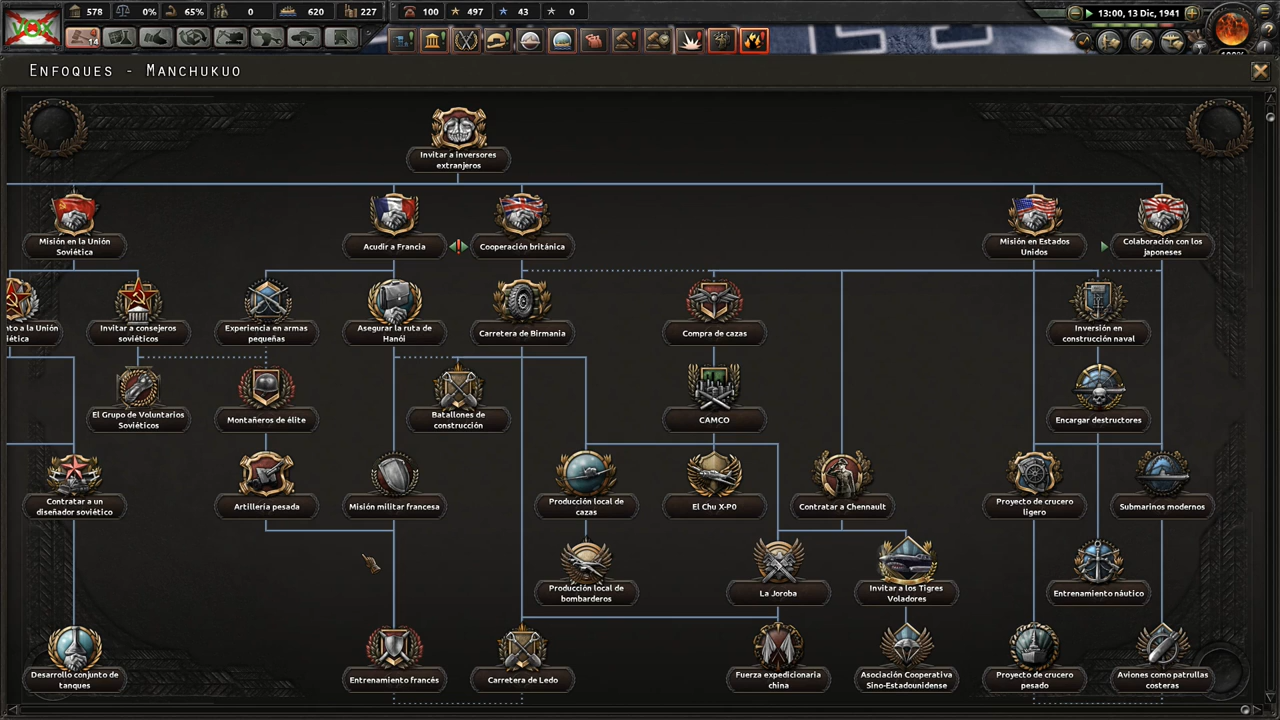 578
0%
65%
0
620
227
100
497
43
0
13:00, 13 Dic, 1941
14
Enfoques - Manchukuo
Invitar a inversores
extranjeros
Misión en la Unión
Soviética
Acudir a Francia
Cooperación británica
Misión en Estados
Unidos
Colaboración con los
japoneses
nto a la Unión
iética
Invitar a consejeros
soviéticos
Experiencia en armas
pequeñas
Asegurar la ruta de
Hanói
Carretera de Birmania
Compra de cazas
Inversión en
construcción naval
El Grupo de Voluntarios
Soviéticos
Montañeros de élite
Batallones de
construcción
CAMCO
Encargar destructores
Contratar a un
diseñador soviético
Artillería pesada
Misión militar francesa
Producción local de
cazas
El Chu X-P0
Contratar a Chennault
Proyecto de crucero
ligero
Submarinos modernos
Producción local de
bombarderos
La Joroba
Invitar a los Tigres
Voladores
Entrenamiento náutico
Desarrollo conjunto de
tanques
Entrenamiento francés
Carretera de Ledo
Fuerza expedicionaria
china
Asociación Cooperativa
Sino-Estadounidense
Proyecto de crucero
pesado
Aviones como patrullas
costeras